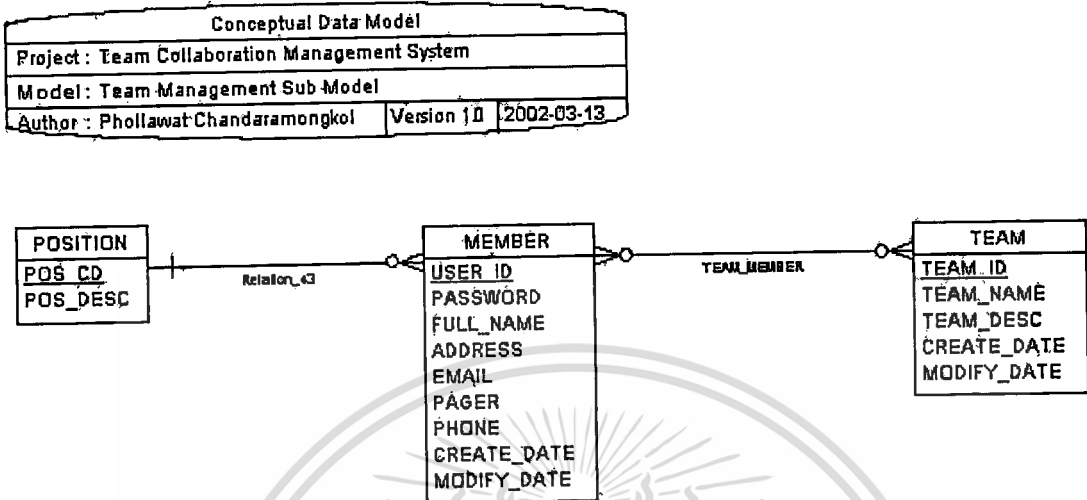 Conceptual Data Model
Project : Team Collaboration Management System
Model : Team Management Sub Model
Author : Phollawat Chandaramongkol Version 1.0 2002-03-13
POSITION
POS_CD
POS_DESC
Relation_43
MEMBER
USER_ID
PASSWORD
FULL_NAME
ADDRESS
EMAIL
PAGER
PHONE
CREATE_DATE
MODIFY_DATE
TEAM_MEMBER
TEAM
TEAM_ID
TEAM_NAME
TEAM_DESC
CREATE_DATE
MODIFY_DATE